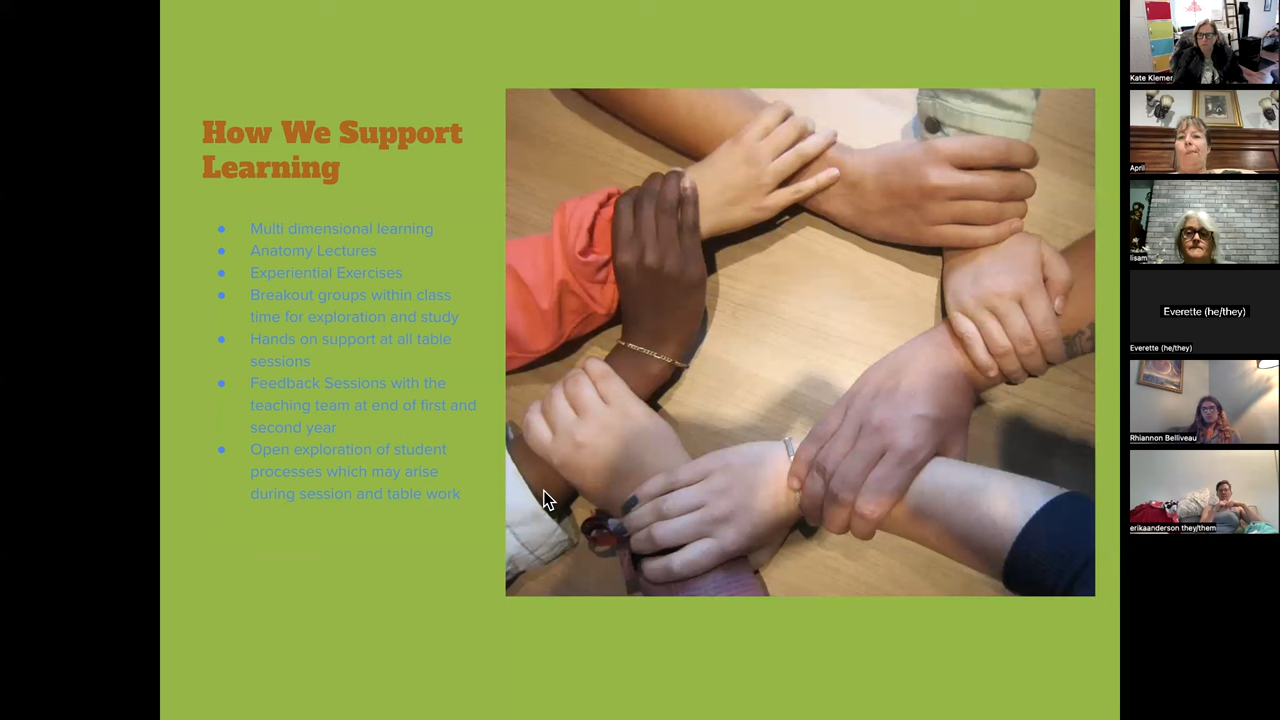 How We Support
Learning
● Multi dimensional learning
● Anatomy Lectures
● Experiential Exercises
● Breakout groups within class
time for exploration and study
● Hands on support at all table
sessions
● Feedback Sessions with the
teaching team at end of first and
second year
● Open exploration of student
processes which may arise
during session and table work
Kate Klemer
April
lisam
Everette (he/they)
Everette (he/they)
Rhiannon Belliveau
erikaanderson they/them